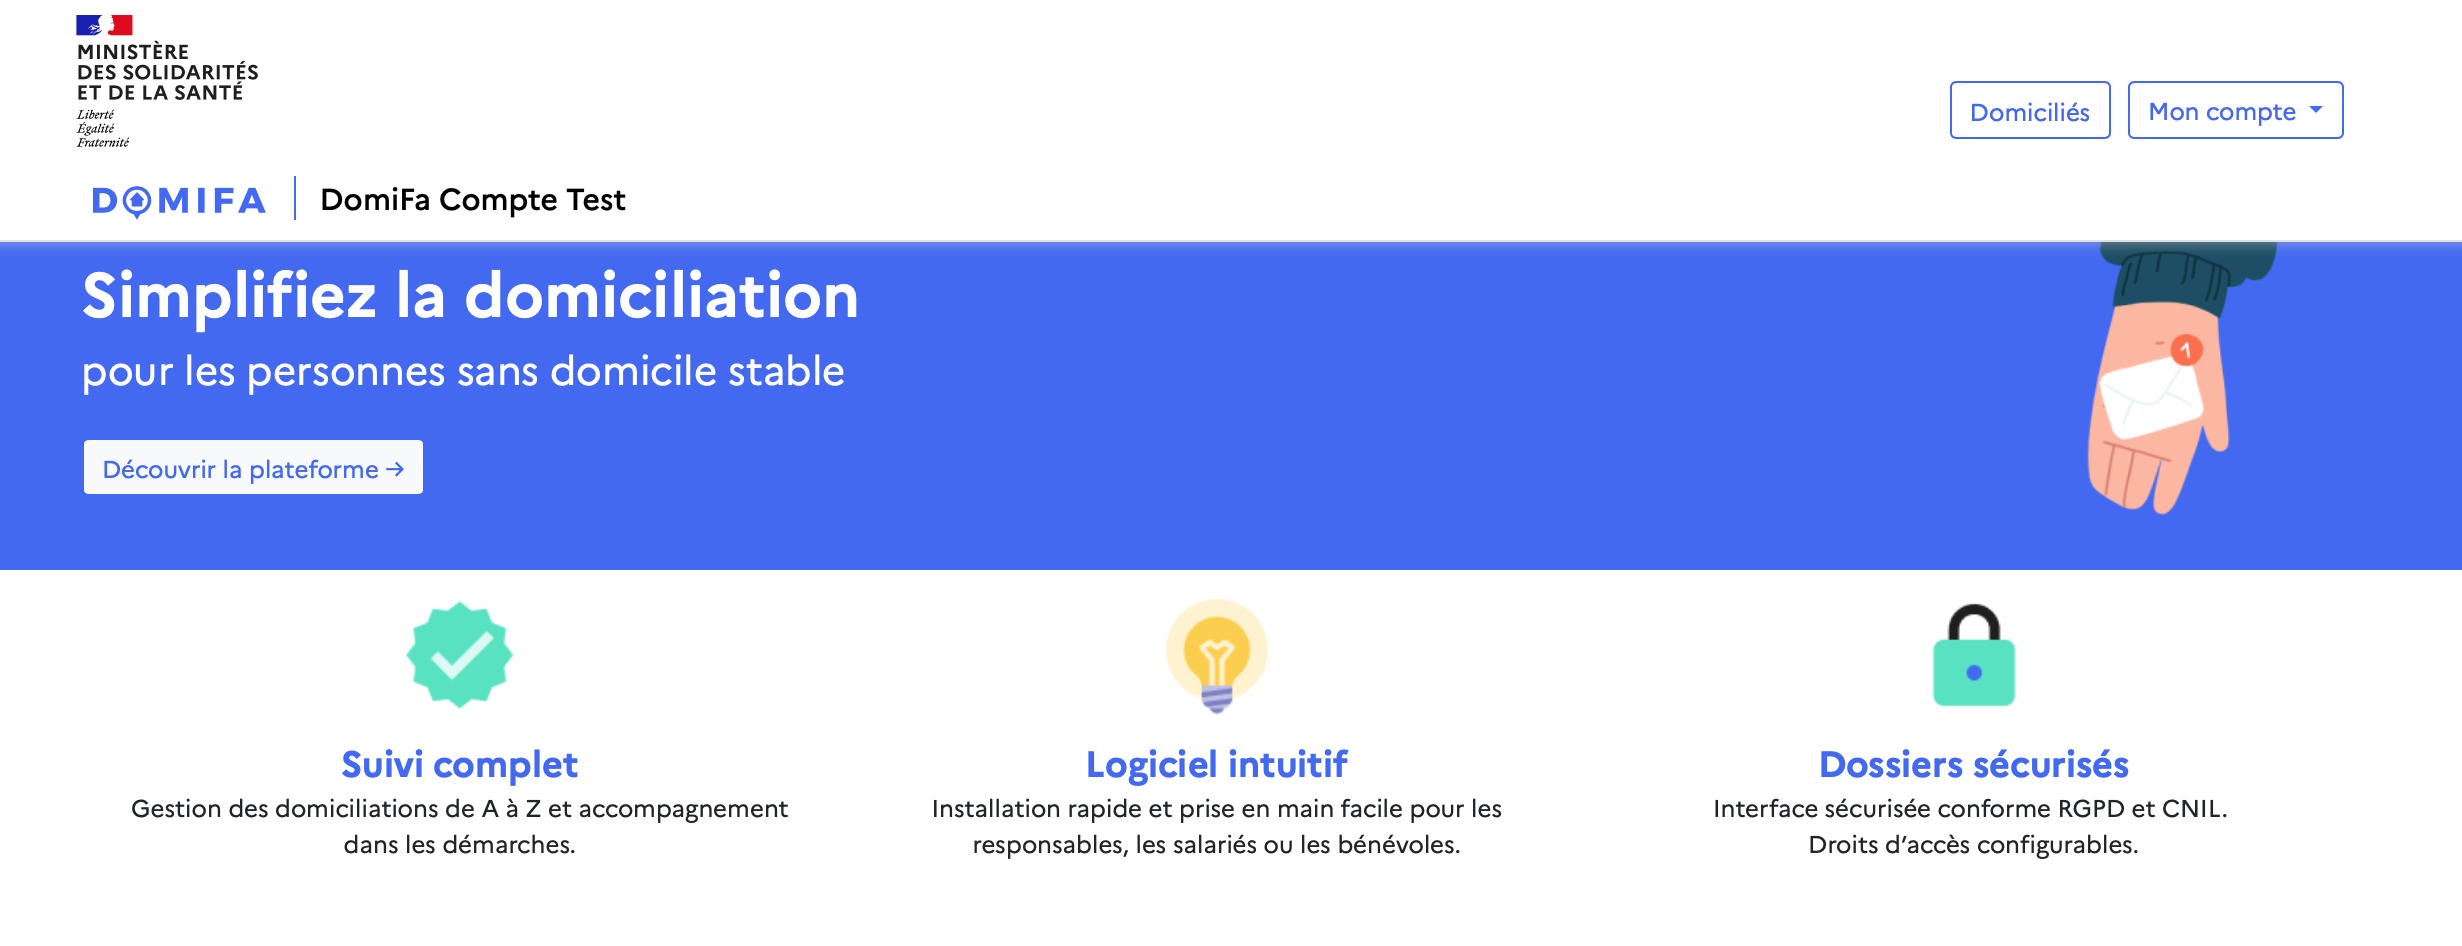 MINISTÈRE
DES SOLIDARITÉS
ET DE LA SANTÉ
Liberté
Égalité
Fraternité
Domiciliés
Mon compte
DOMIFA
DomiFa Compte Test
Simplifiez la domiciliation
pour les personnes sans domicile stable
1
Découvrir la plateforme →
Suivi complet
Gestion des domiciliations de A à Z et accompagnement
dans les démarches.
Logiciel intuitif
Installation rapide et prise en main facile pour les
responsables, les salariés ou les bénévoles.
Dossiers sécurisés
Interface sécurisée conforme RGPD et CNIL.
Droits d’accès configurables.